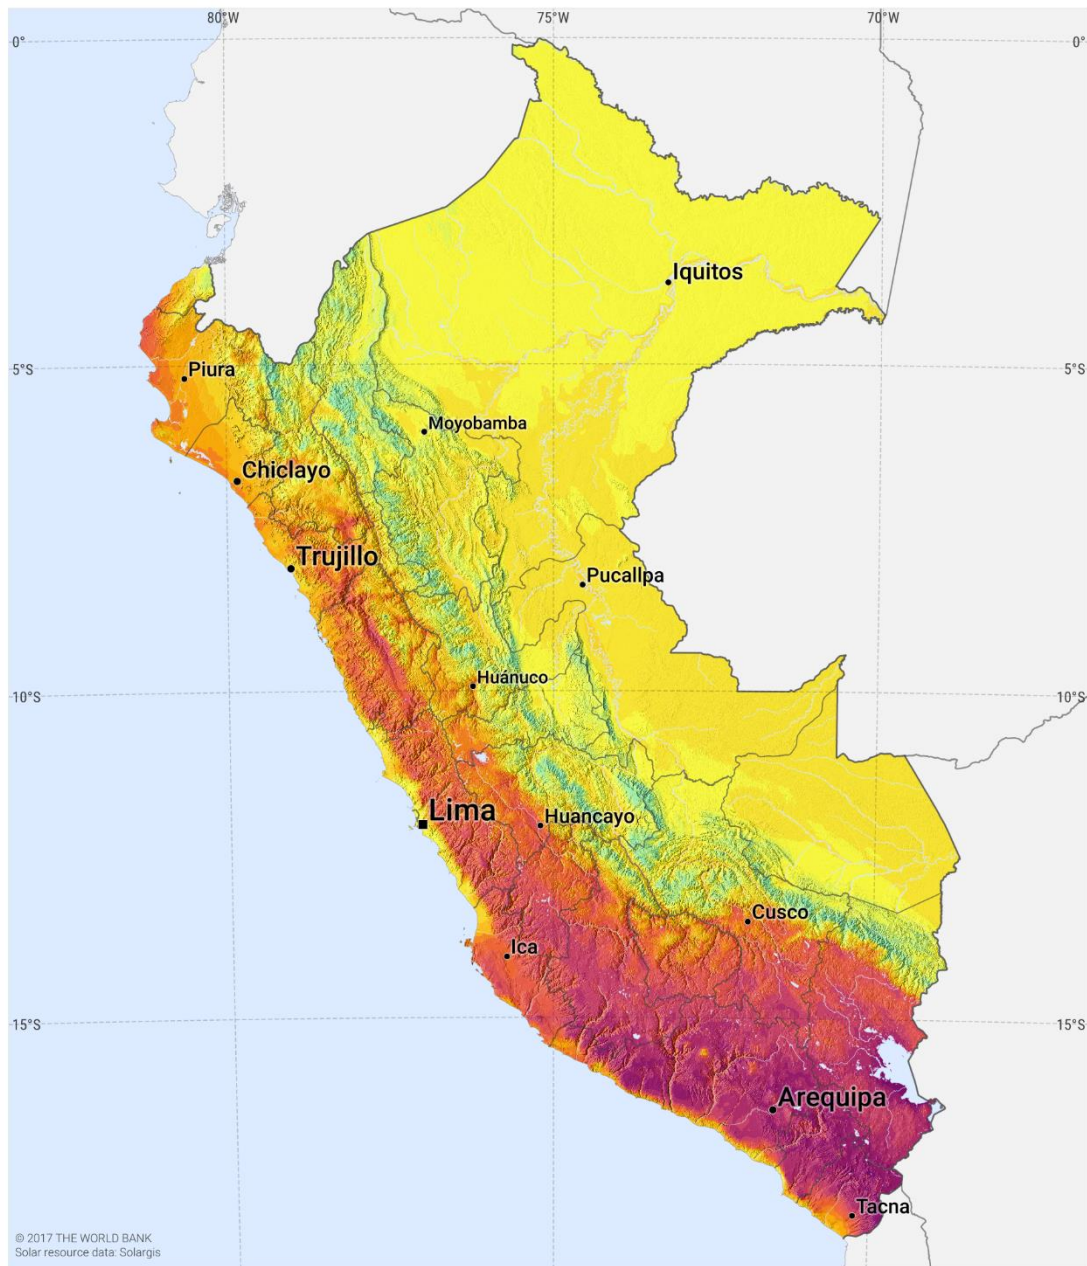 80°W 75°W 70°W
0° 0°
Iquitos
5°S 5°S
Piura
Moyobamba
Chiclayo
Trujillo
Pucallpa
Huánuco
10°S 10°S
Lima
Huancayo
Cusco
Ica
15°S 15°S
Arequipa
Tacna
© 2017 THE WORLD BANK
Solar resource data: Solargis